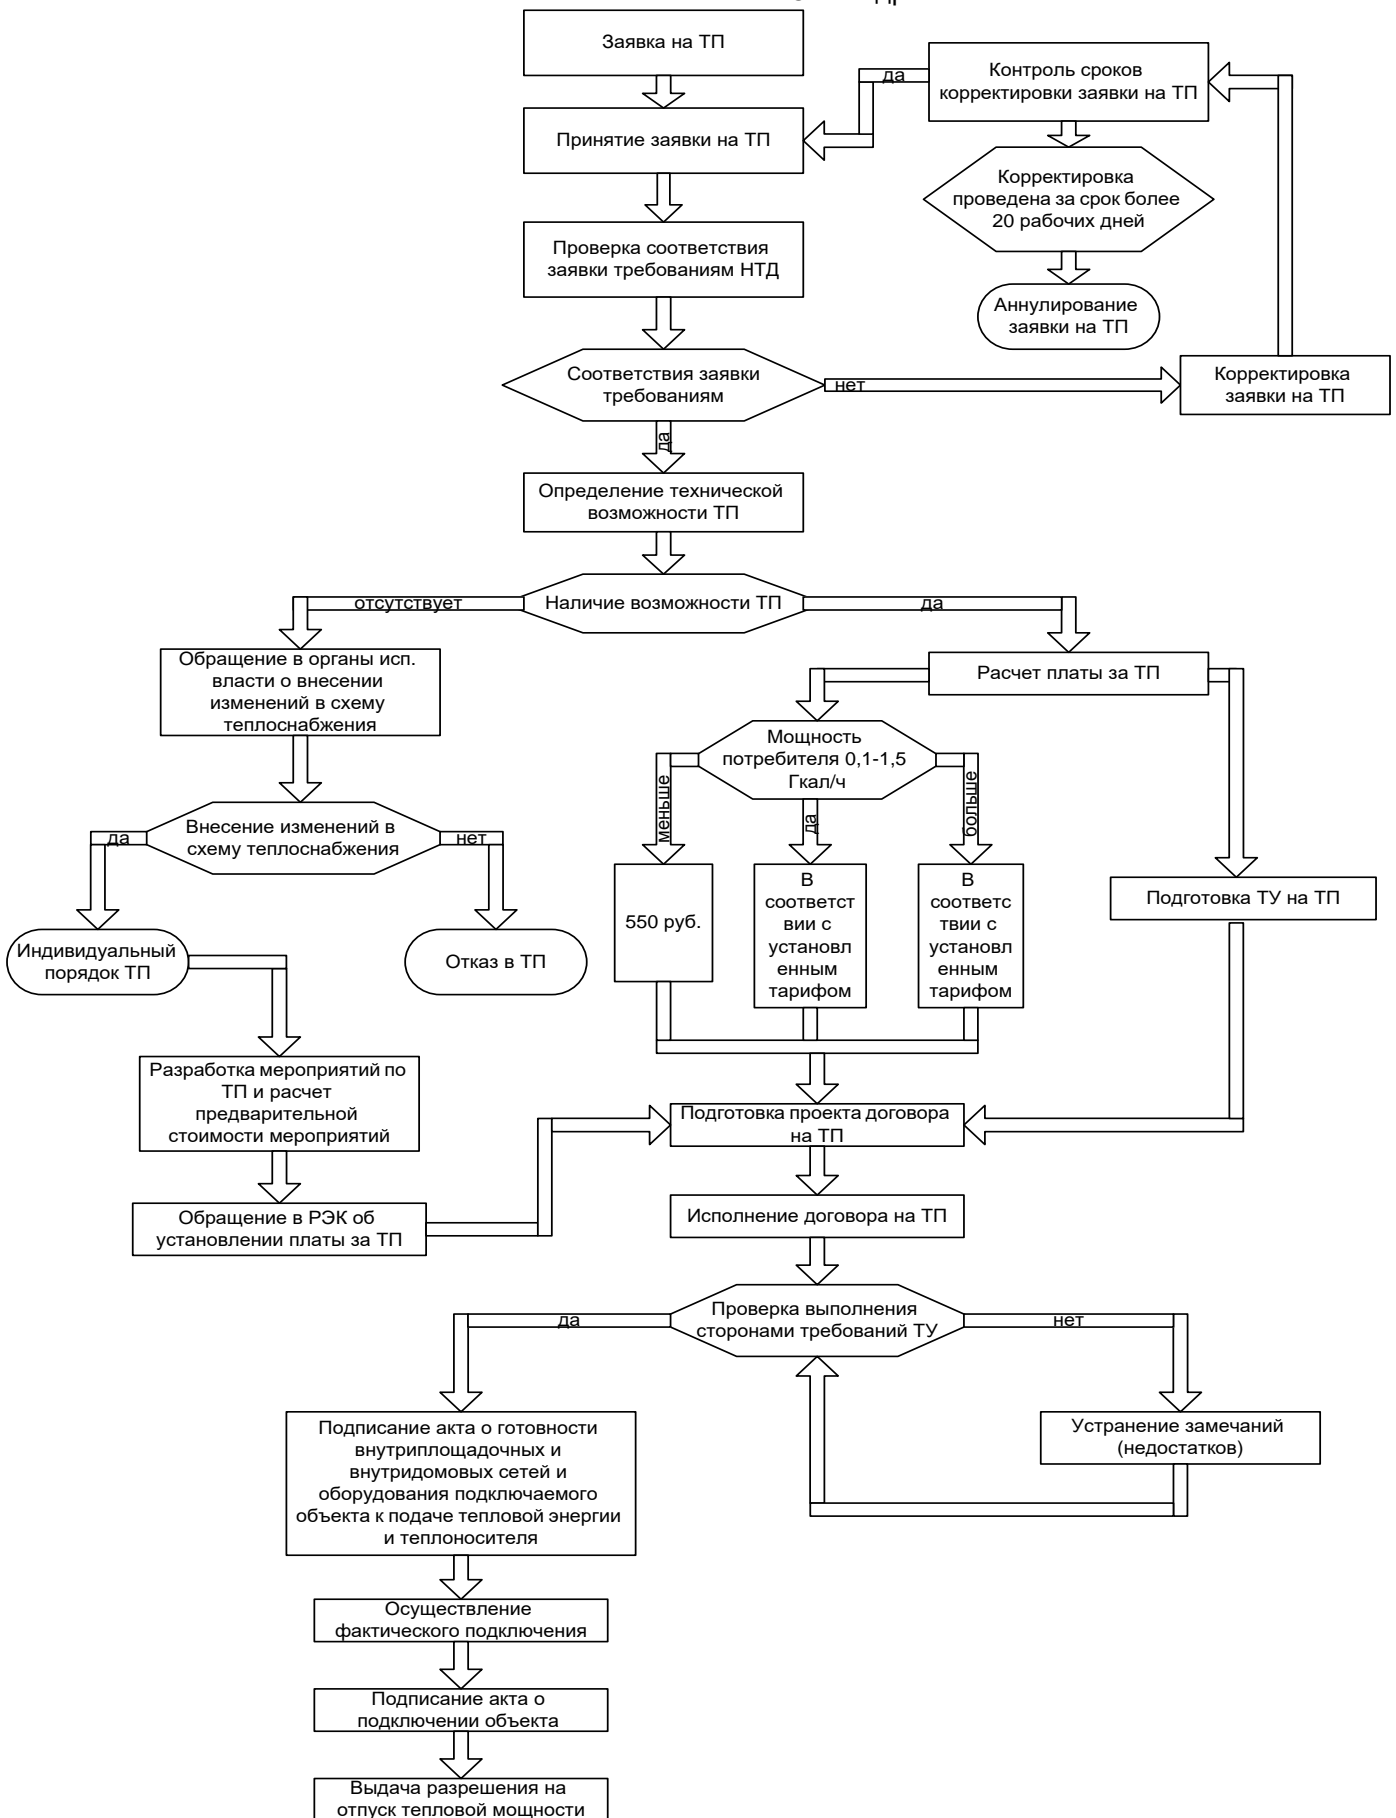 Заявка на ТП
Контроль сроков
корректировки заявки на ТП
да
Принятие заявки на ТП
Корректировка
проведена за срок более
20 рабочих дней
Проверка соответствия
заявки требованиям НТД
Аннулирование
заявки на ТП
Соответствия заявки
требованиям
нет
Корректировка
заявки на ТП
да
Определение технической
возможности ТП
отсутствует
Наличие возможности ТП
да
Обращение в органы исп.
власти о внесении
изменений в схему
теплоснабжения
Расчет платы за ТП
Мощность
потребителя 0,1-1,5
Гкал/ч
меньше
да
больше
да
Внесение изменений в
схему теплоснабжения
нет
550 руб.
В
соответст
вии с
установл
енным
тарифом
В
соответс
твии с
установл
енным
тарифом
Подготовка ТУ на ТП
Индивидуальный
порядок ТП
Отказ в ТП
Разработка мероприятий по
ТП и расчет
предварительной
стоимости мероприятий
Подготовка проекта договора
на ТП
Обращение в РЭК об
установлении платы за ТП
Исполнение договора на ТП
да
Проверка выполнения
сторонами требований ТУ
нет
Подписание акта о готовности
внутриплощадочных и
внутридомовых сетей и
оборудования подключаемого
объекта к подаче тепловой энергии
и теплоносителя
Устранение замечаний
(недостатков)
Осуществление
фактического подключения
Подписание акта о
подключении объекта
Выдача разрешения на
отпуск тепловой мощности